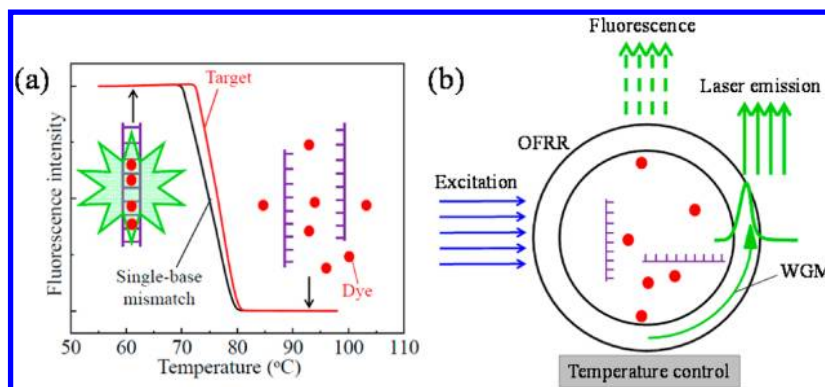 (a)
Fluorescence intensity
Target
Single-base
mismatch
Dye
50 60 70 80 90 100 110
Temperature (°C)
(b)
Fluorescence
Laser emission
OFRR
Excitation
WGM
Temperature control